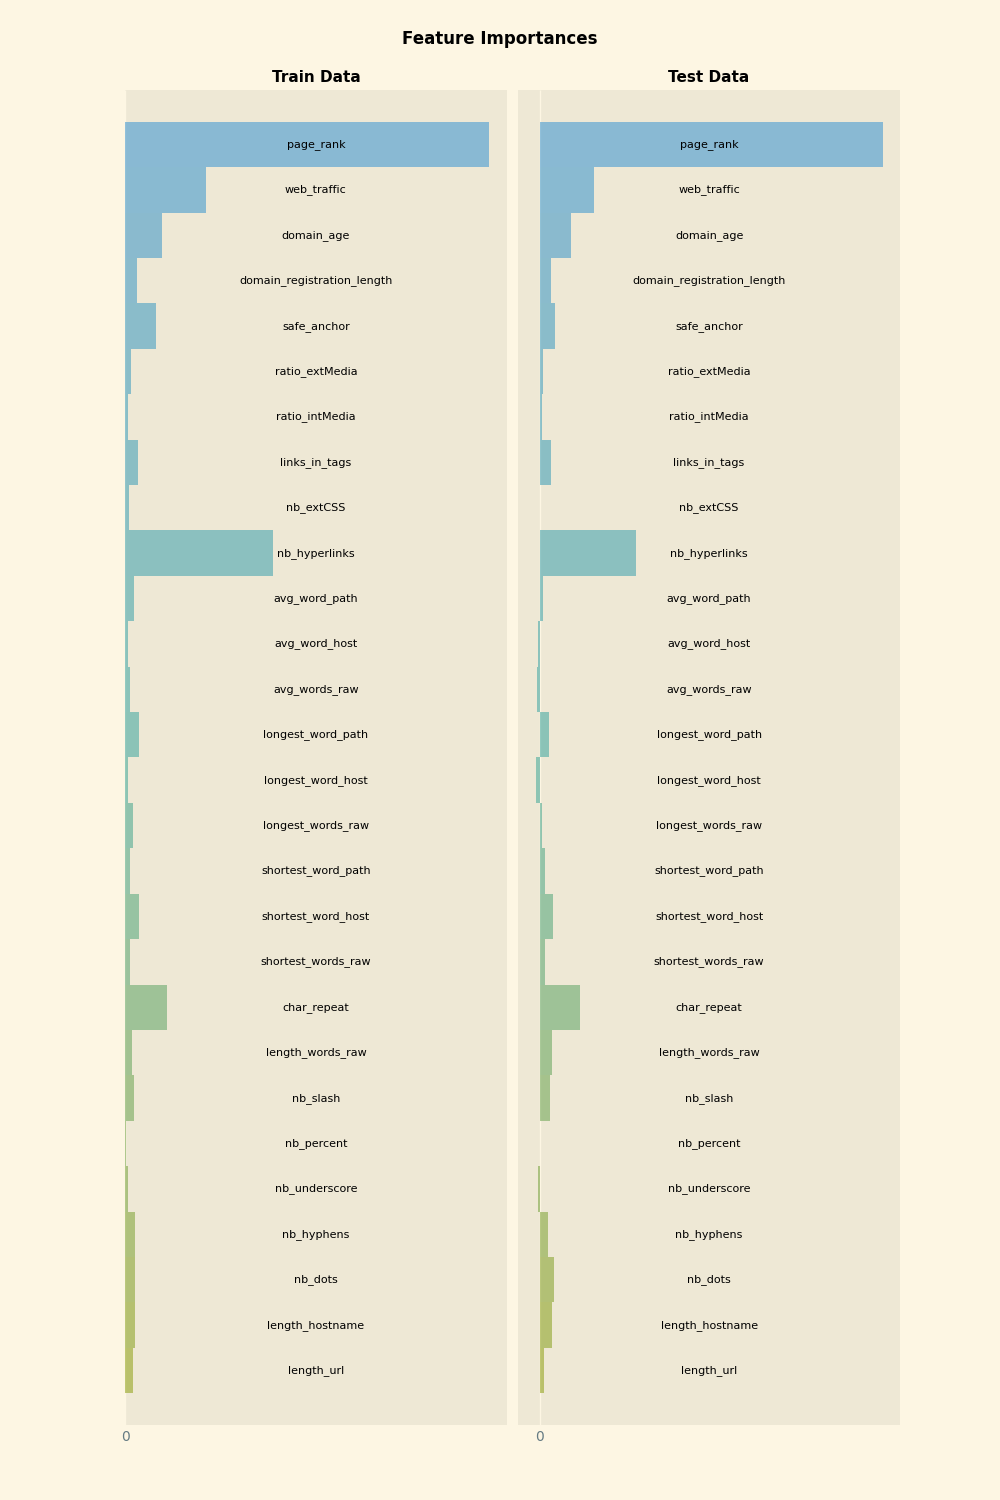 Feature Importances
Train Data
page_rank
web_traffic
domain_age
domain_registration_length
safe_anchor
ratio_extMedia
ratio_intMedia
links_in_tags
nb_extCSS
nb_hyperlinks
avg_word_path
avg_word_host
avg_words_raw
longest_word_path
longest_word_host
longest_words_raw
shortest_word_path
shortest_word_host
shortest_words_raw
char_repeat
length_words_raw
nb_slash
nb_percent
nb_underscore
nb_hyphens
nb_dots
length_hostname
length_url
0
Test Data
page_rank
web_traffic
domain_age
domain_registration_length
safe_anchor
ratio_extMedia
ratio_intMedia
links_in_tags
nb_extCSS
nb_hyperlinks
avg_word_path
avg_word_host
avg_words_raw
longest_word_path
longest_word_host
longest_words_raw
shortest_word_path
shortest_word_host
shortest_words_raw
char_repeat
length_words_raw
nb_slash
nb_percent
nb_underscore
nb_hyphens
nb_dots
length_hostname
length_url
0